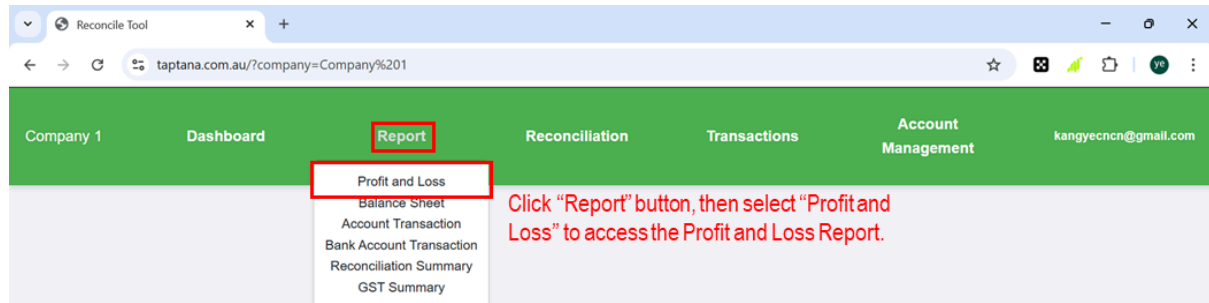 Reconcile Tool
taptana.com.au/?company=Company%201
ye
Company 1
Dashboard
Report
Reconciliation
Transactions
Account
Management
kangyecncn@gmail.com
Profit and Loss
Balance Sheet
Account Transaction
Bank Account Transaction
Reconciliation Summary
GST Summary
Click “Report” button, then select “Profit and
Loss” to access the Profit and Loss Report.